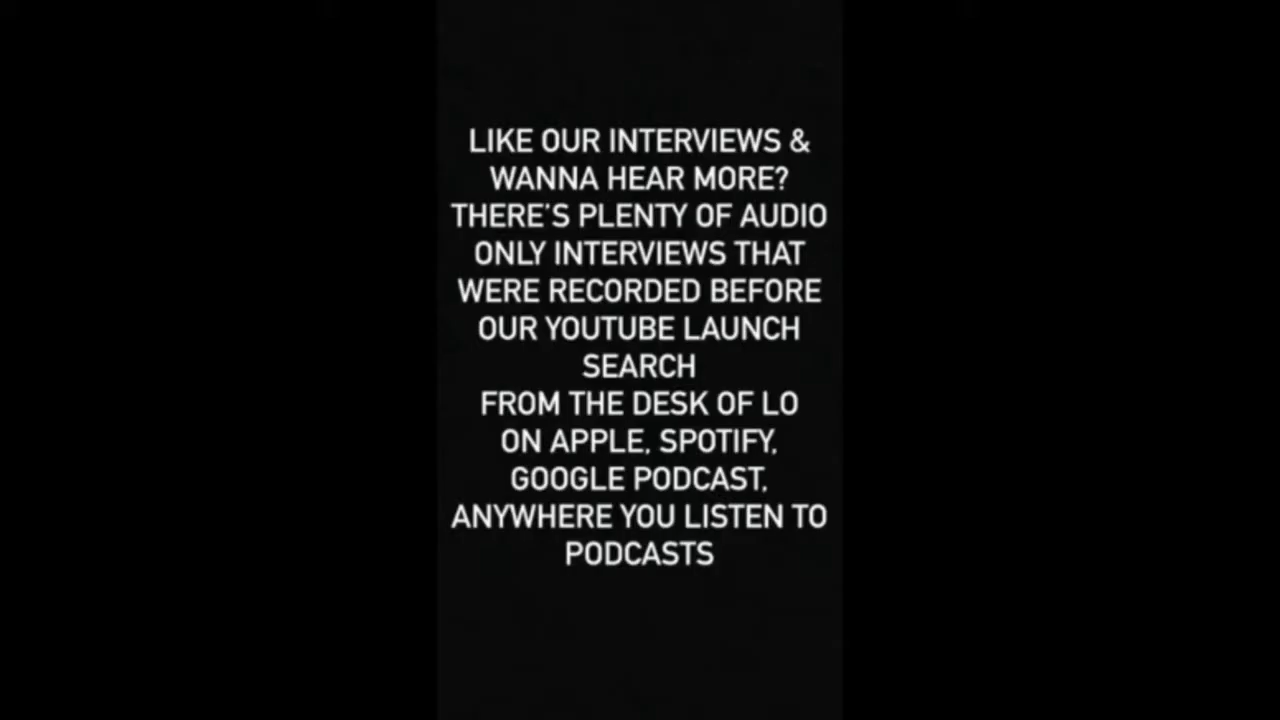 LIKE OUR INTERVIEWS &
WANNA HEAR MORE?
THERE'S PLENTY OF AUDIO
ONLY INTERVIEWS THAT
WERE RECORDED BEFORE
OUR YOUTUBE LAUNCH
SEARCH
FROM THE DESK OF LO
ON APPLE, SPOTIFY,
GOOGLE PODCAST,
ANYWHERE YOU LISTEN TO
PODCASTS